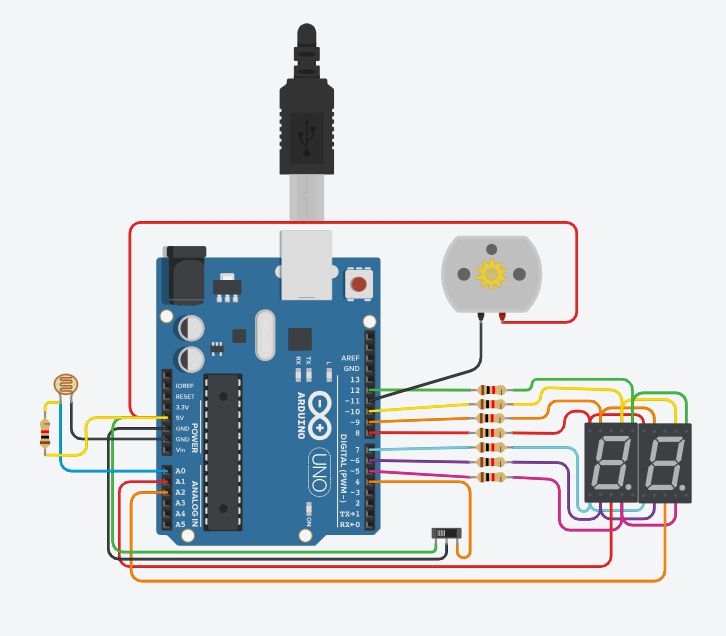 AREF
GND
13
12
~11
~10
~9
8
7
~6
~5
4
~3
2
TX→1
RX←0
DIGITAL (PWM~)
IOREF
RESET
3.3V
5V
GND
GND
Vin
POWER
A0
A1
A2
A3
A4
A5
ANALOG IN
RX
TX
L
ARDUINO
UNO
ON